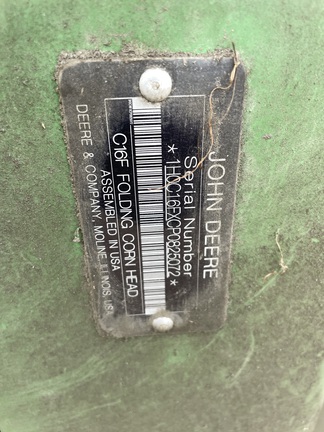 JOHN DEERE
Serial Number
*1H0C16FXCP0825072*
C16F FOLDING CORN HEAD
ASSEMBLED IN USA
DEERE & COMPANY, MOLINE, ILLINOIS, USA